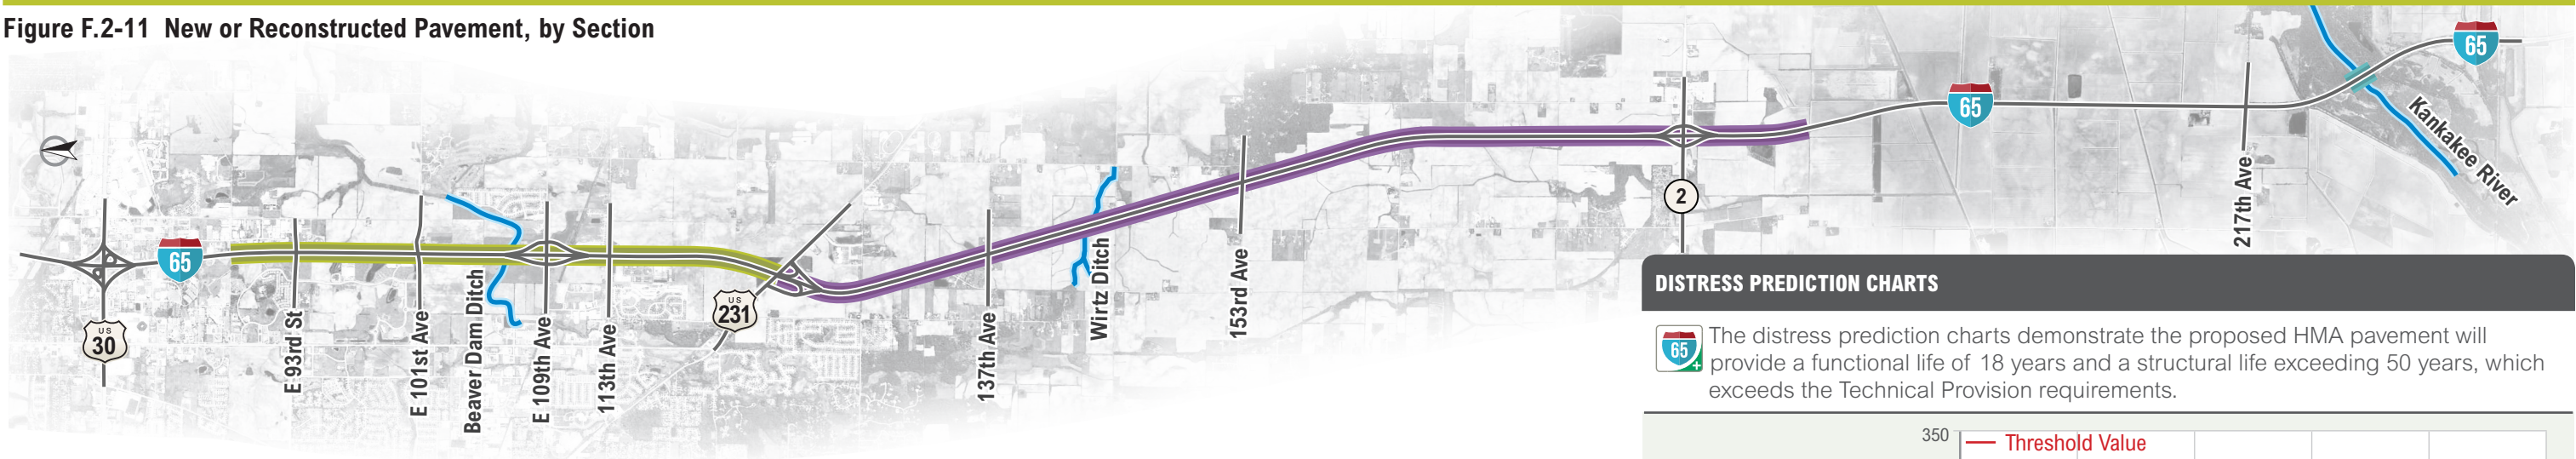 Figure F.2-11 New or Reconstructed Pavement, by Section
65
65
Kankakee River
217th Ave
2
65
US
30
E 93rd St
E 101st Ave
Beaver Dam Ditch
E 109th Ave
113th Ave
US
231
137th Ave
Wirtz Ditch
153rd Ave
DISTRESS PREDICTION CHARTS
65
+
The distress prediction charts demonstrate the proposed HMA pavement will
provide a functional life of 18 years and a structural life exceeding 50 years, which
exceeds the Technical Provision requirements.
350
Threshold Value